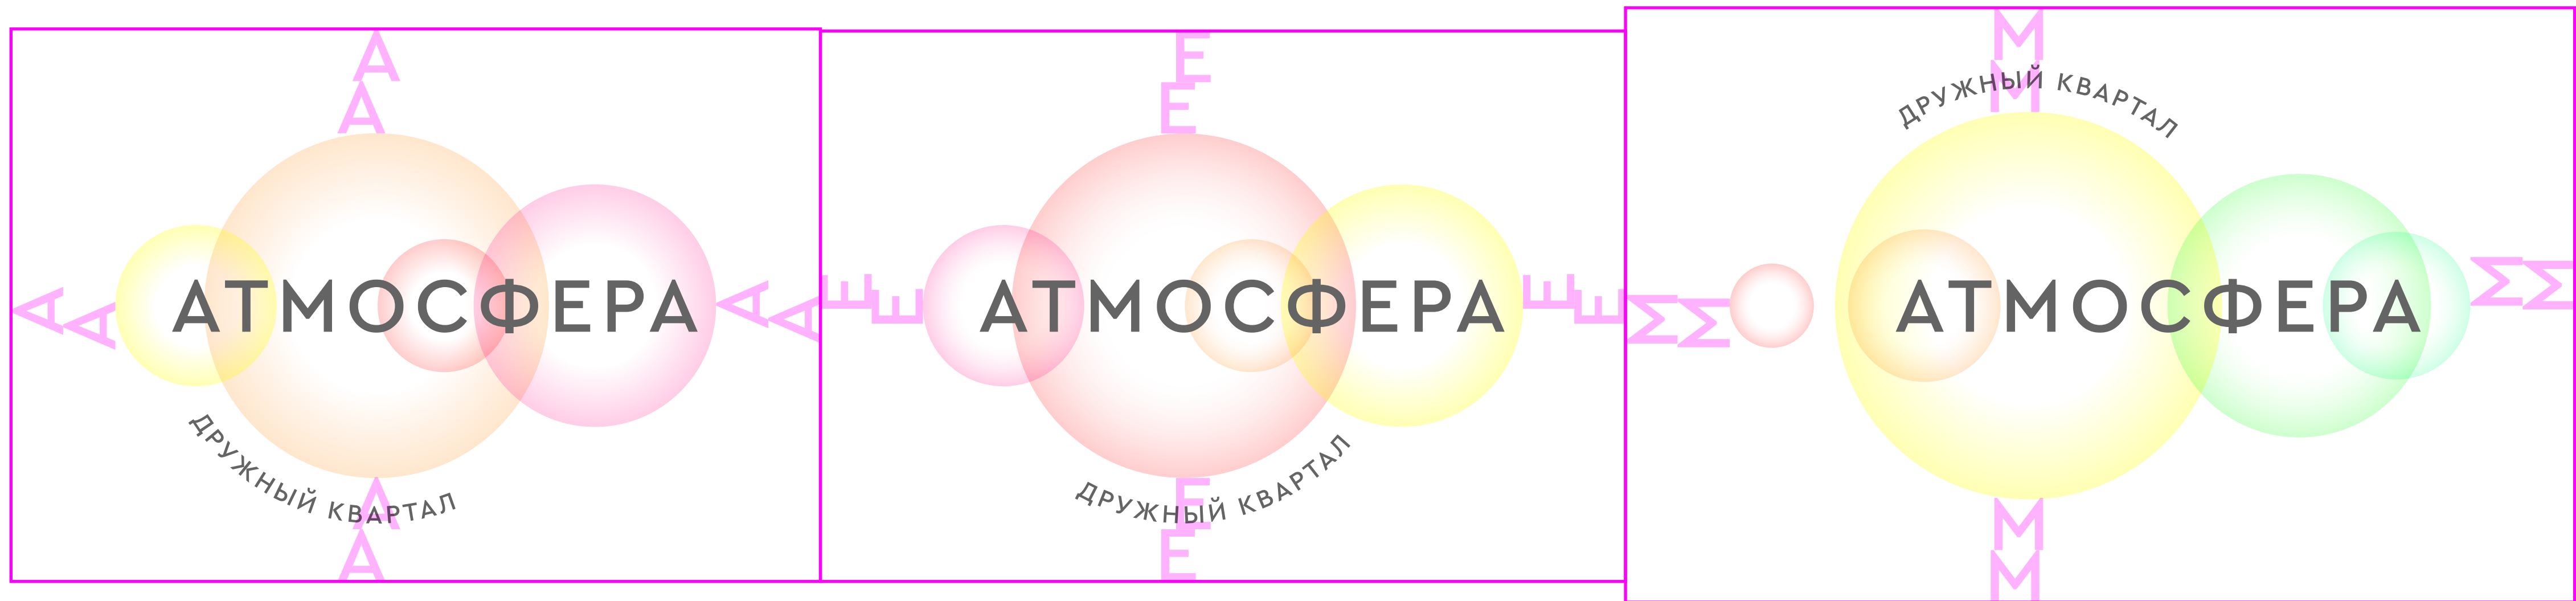 А
А
А А АТМОСФЕРА А А
ДРУЖНЫЙ КВАРТАЛ
А
А
Е
Е
Е Е АТМОСФЕРА Е Е
ДРУЖНЫЙ КВАРТАЛ
Е
Е
М
М
ДРУЖНЫЙ КВАРТАЛ
М М АТМОСФЕРА М М
М
М